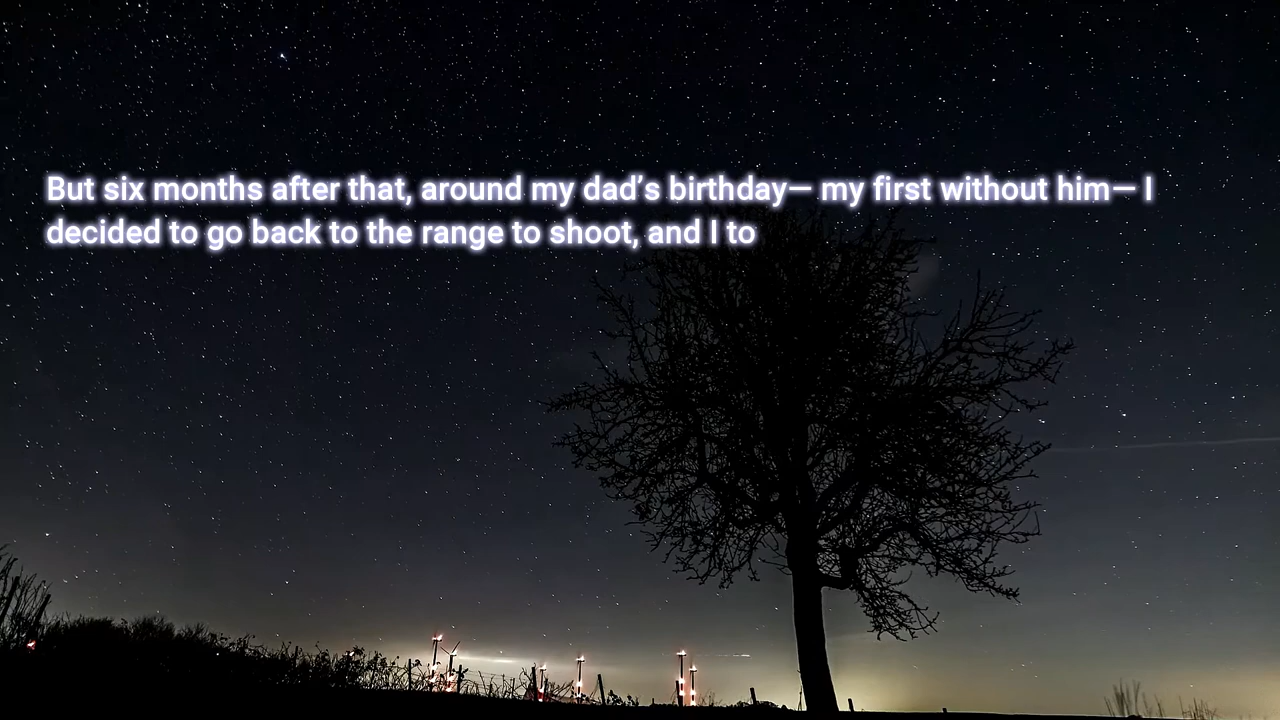 But six months after that, around my dad’s birthday— my first without him— I
decided to go back to the range to shoot, and I to